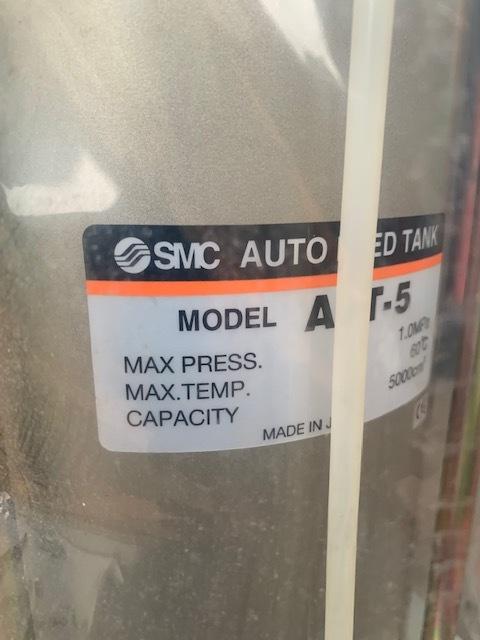 SMC AUTO ED TANK
MODEL A T-5
MAX PRESS. 1.0MPa
MAX.TEMP. 60℃
CAPACITY 5000cm³
MADE IN J